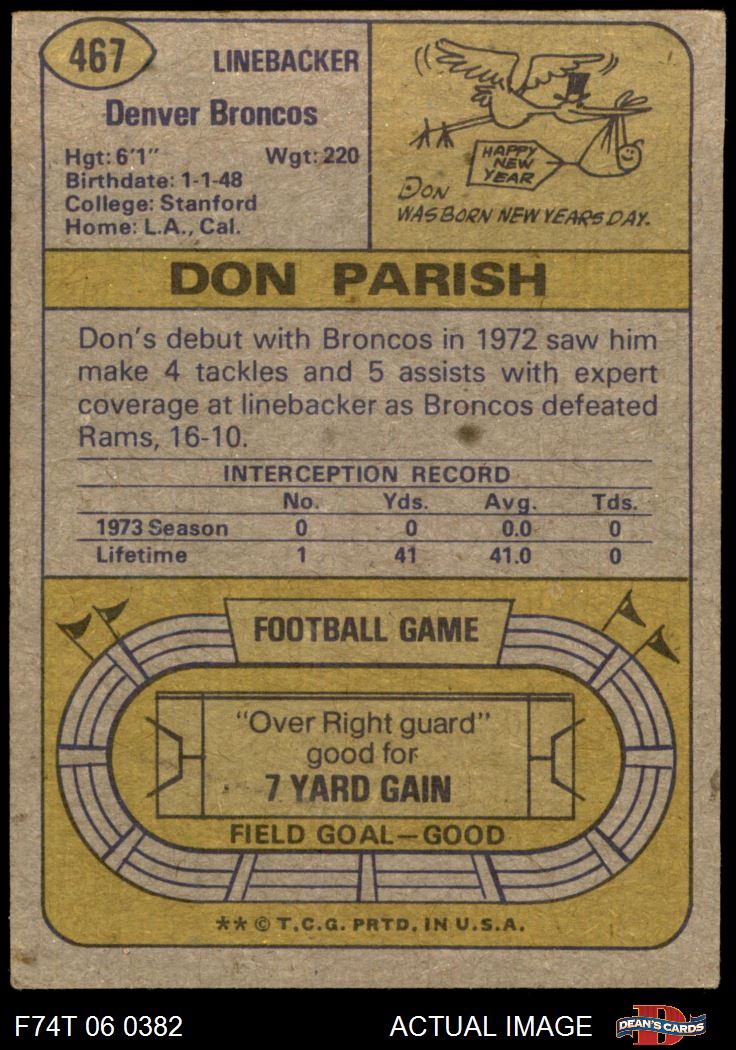 467
LINEBACKER
Denver Broncos
Hgt: 6'1" Wgt: 220
Birthdate: 1-1-48
College: Stanford
Home: L.A., Cal.
HAPPY
NEW
YEAR
DON
WAS BORN NEW YEARS DAY.
DON PARISH
Don's debut with Broncos in 1972 saw him
make 4 tackles and 5 assists with expert
coverage at linebacker as Broncos defeated
Rams, 16-10.
INTERCEPTION RECORD
No. Yds. Avg. Tds.
1973 Season 0 0 0.0 0
Lifetime 1 41 41.0 0
FOOTBALL GAME
"Over Right guard"
good for
7 YARD GAIN
FIELD GOAL—GOOD
** © T.C.G. PRTD. IN U.S.A.
F74T 06 0382 ACTUAL IMAGE
D
DEAN'S CARDS